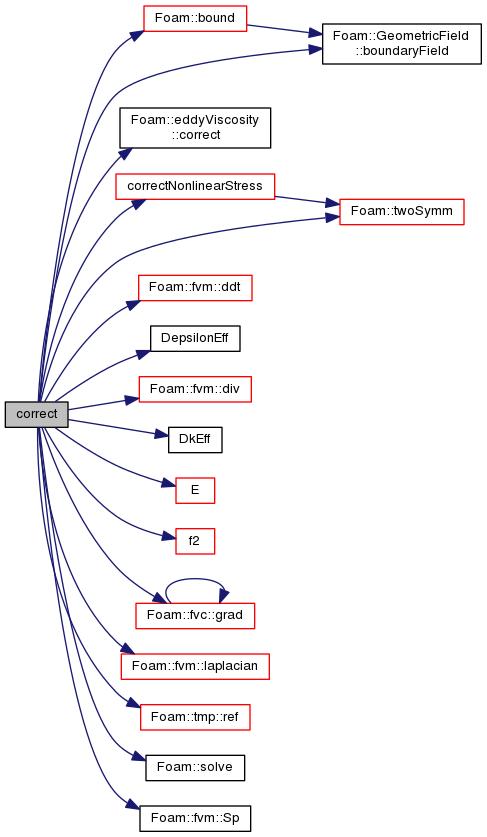 Foam::bound
Foam::GeometricField
::boundaryField
Foam::eddyViscosity
::correct
correctNonlinearStress
Foam::twoSymm
Foam::fvm::ddt
DepsilonEff
Foam::fvm::div
correct
DkEff
E
f2
Foam::fvc::grad
Foam::fvm::laplacian
Foam::tmp::ref
Foam::solve
Foam::fvm::Sp